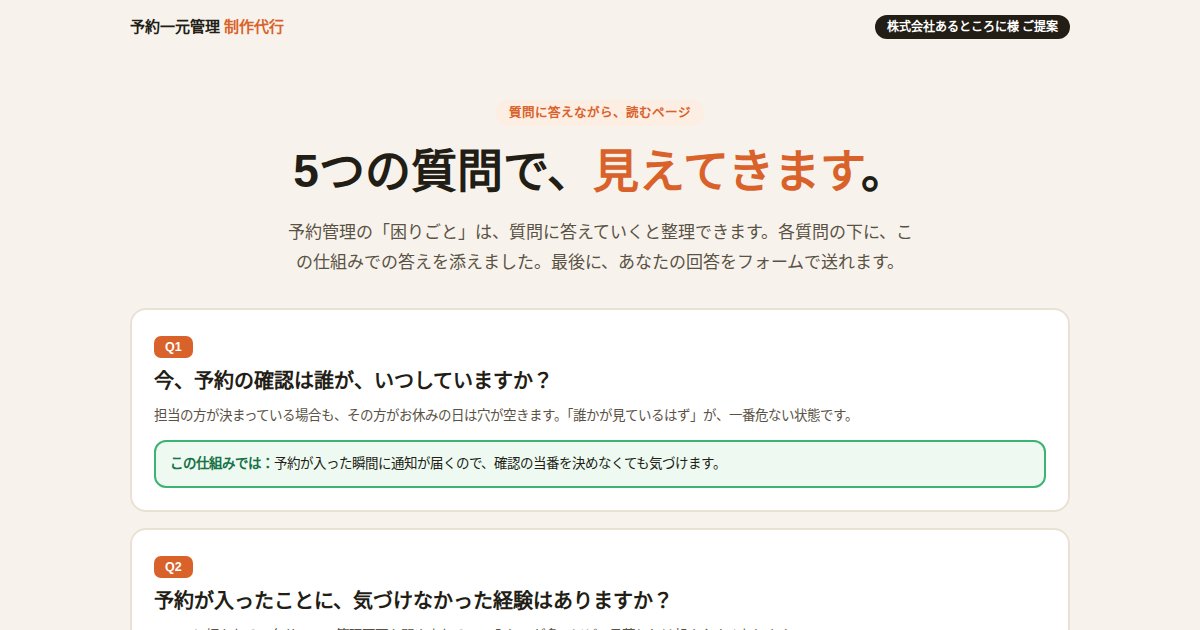 予約一元管理 制作代行
株式会社あるところに様 ご提案
質問に答えながら、読むページ
5つの質問で、見えてきます。
予約管理の「困りごと」は、質問に答えていくと整理できます。各質問の下に、こ
の仕組みでの答えを添えました。最後に、あなたの回答をフォームで送れます。
Q1
今、予約の確認は誰が、いつしていますか？
担当の方が決まっている場合も、その方がお休みの日は穴が空きます。「誰かが見ているはず」が、一番危ない状態です。
この仕組みでは：予約が入った瞬間に通知が届くので、確認の当番を決めなくても気づけます。
Q2
予約が入ったことに、気づけなかった経験はありますか？